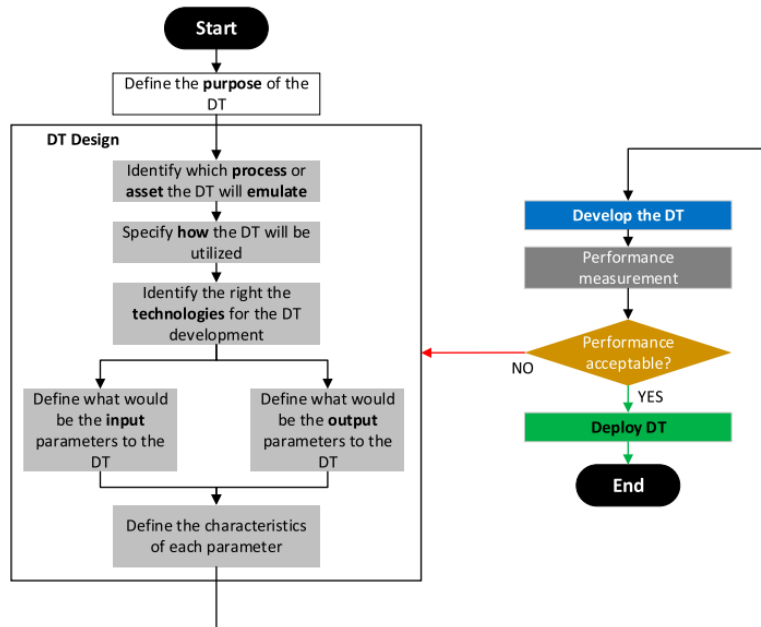 Start
Define the purpose of the
DT
DT Design
Identify which process or
asset the DT will emulate
Specify how the DT will be
utilized
Identify the right the
technologies for the DT
development
Define what would
be the input
parameters to the
DT
Define what would
be the output
parameters to the
DT
Define the characteristics
of each parameter
Develop the DT
Performance
measurement
Performance
acceptable?
NO
YES
Deploy DT
End